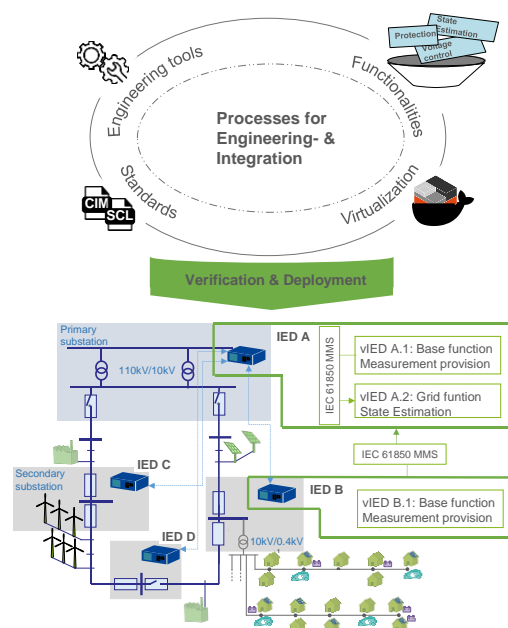 State
Estimation
Protection
Voltage
control
Engineering tools
Functionalities
Processes for
Engineering- &
Integration
Standards
Virtualization
CIM
SCL
Verification & Deployment
Primary
substation
IED A
110kV/10kV
IEC 61850 MMS
vIED A.1: Base function
Measurement provision
vIED A.2: Grid funtion
State Estimation
IEC 61850 MMS
IED C
Secondary
substation
IED B
vIED B.1: Base function
Measurement provision
IED D
10kV/0.4kV